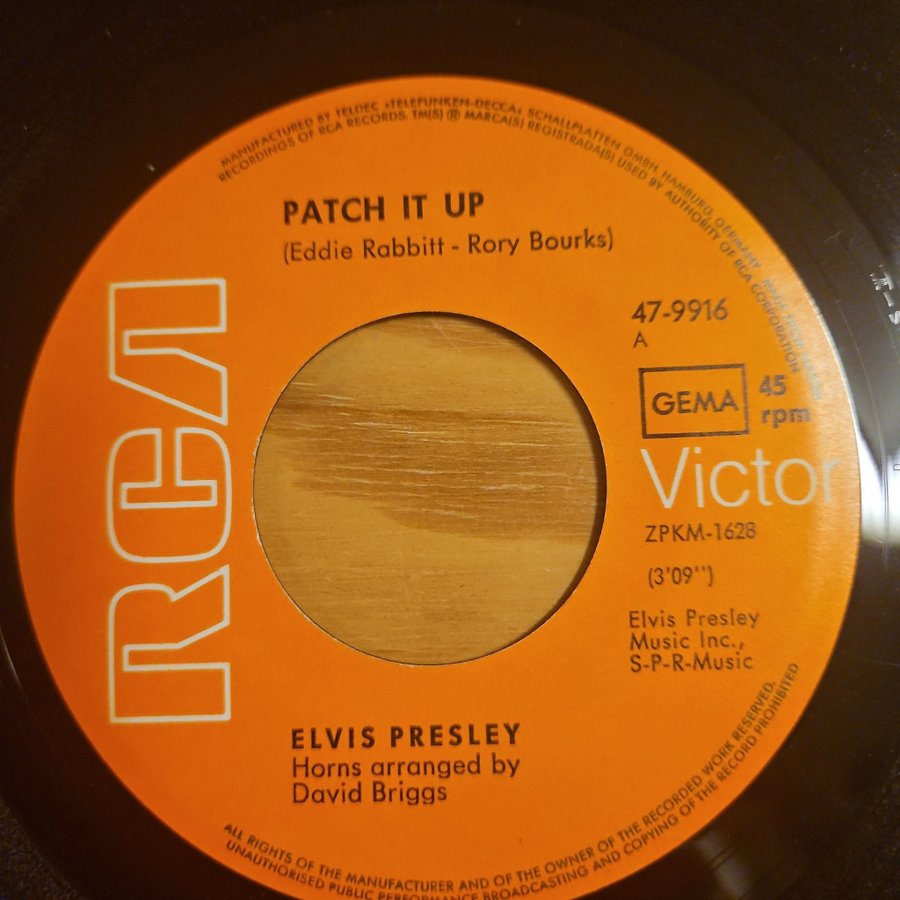 MANUFACTURED BY TELDEC »TELEFUNKEN-DECCA« SCHALLPLATTEN GMBH, HAMBURG, GERMANY
RECORDINGS OF RCA RECORDS. TM(S) ® MARCA(S) REGISTRADA(S) USED BY AUTHORITY OF RCA CORPORATION
PATCH IT UP
(Eddie Rabbitt - Rory Bourks)
RCA
47-9916
A
GEMA
45
rpm
Victor
ZPKM-1628
(3'09'')
Elvis Presley
Music Inc.,
S-P-R-Music
ELVIS PRESLEY
Horns arranged by
David Briggs
ALL RIGHTS OF THE MANUFACTURER AND OF THE OWNER OF THE RECORDED WORK RESERVED.
UNAUTHORISED PUBLIC PERFORMANCE BROADCASTING AND COPYING OF THE RECORD PROHIBITED